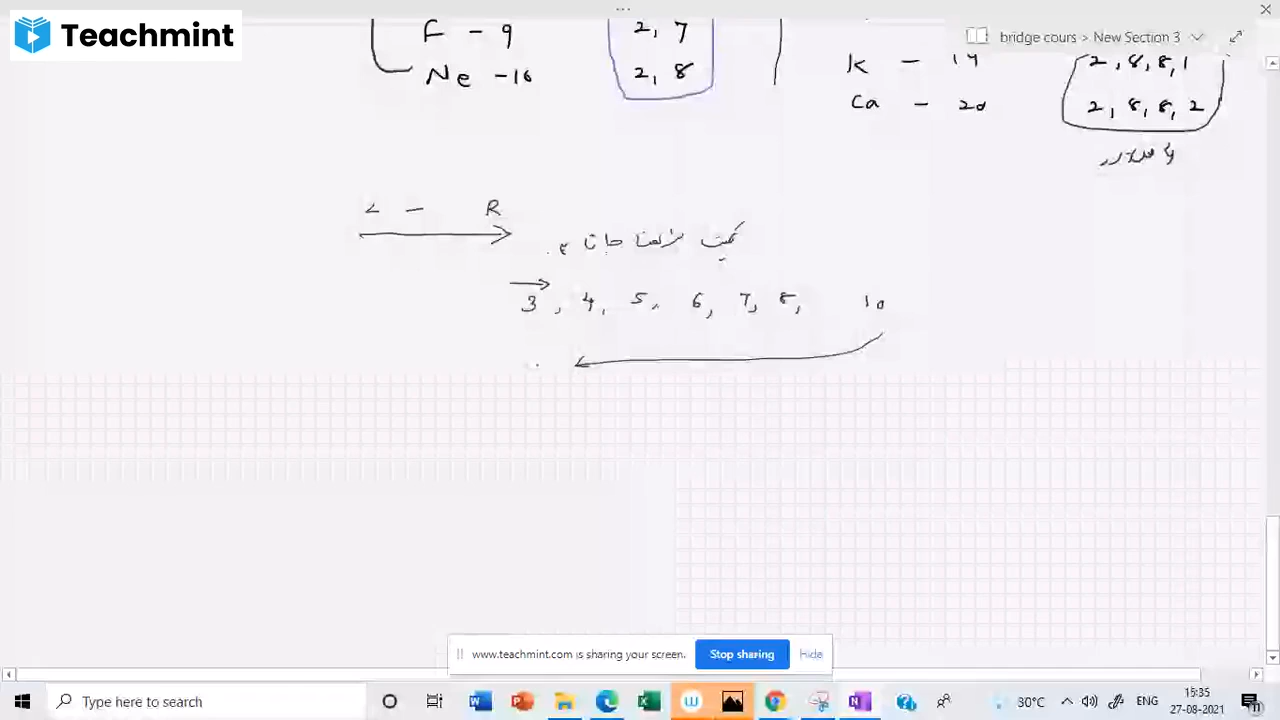 Teachmint
bridge cours > New Section 3
F - 9 2, 7
Ne - 10 2, 8
K - 19 2, 8, 8, 1
Ca - 20 2, 8, 8, 2
L - R
3, 4, 5, 6, 7, 8, 10
www.teachmint.com is sharing your screen. Stop sharing Hide
Type here to search
30°C ENG 15:35
27-08-2021